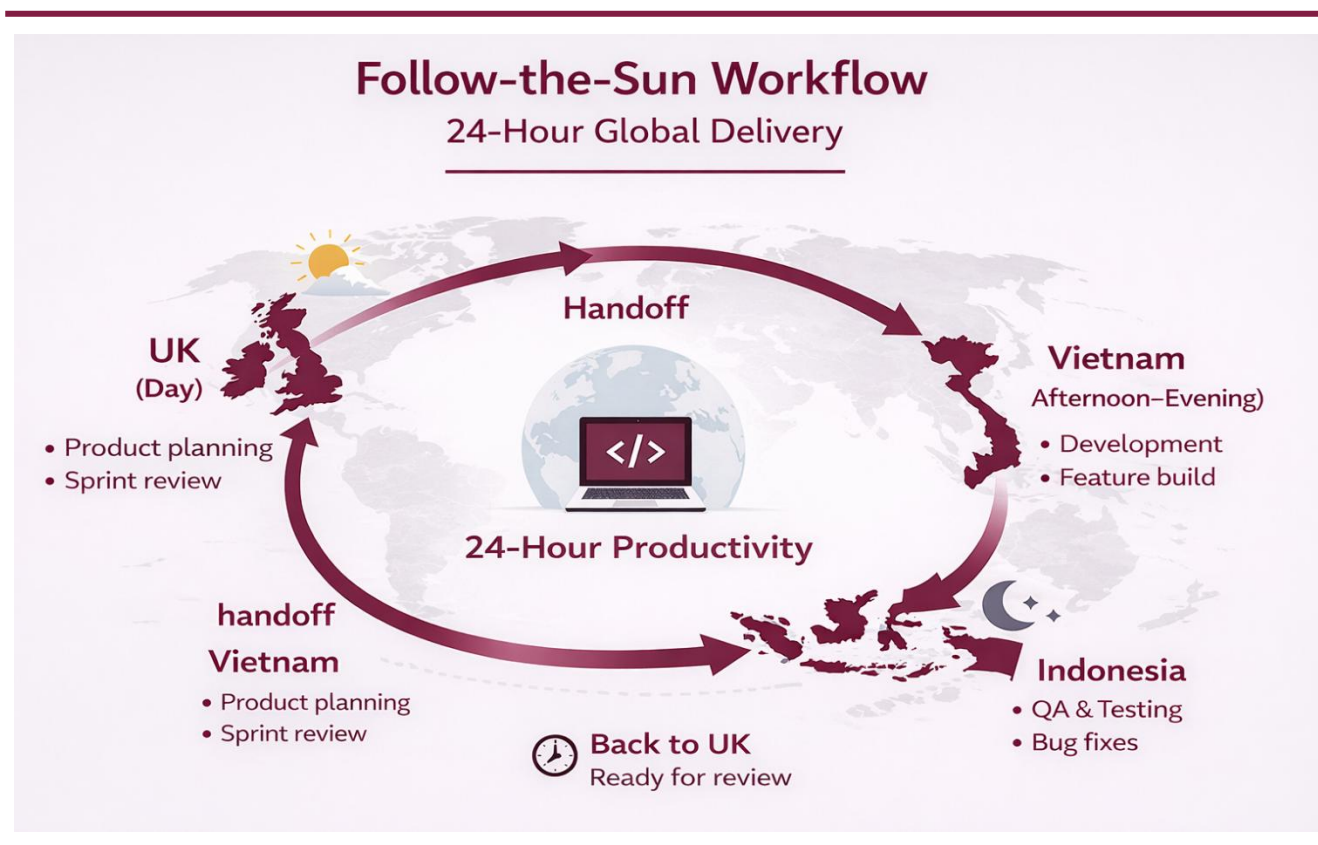 Follow-the-Sun Workflow
24-Hour Global Delivery
Handoff
UK
(Day)
• Product planning
• Sprint review
Vietnam
Afternoon–Evening)
• Development
• Feature build
</>
24-Hour Productivity
handoff
Vietnam
• Product planning
• Sprint review
Indonesia
• QA & Testing
• Bug fixes
Back to UK
Ready for review